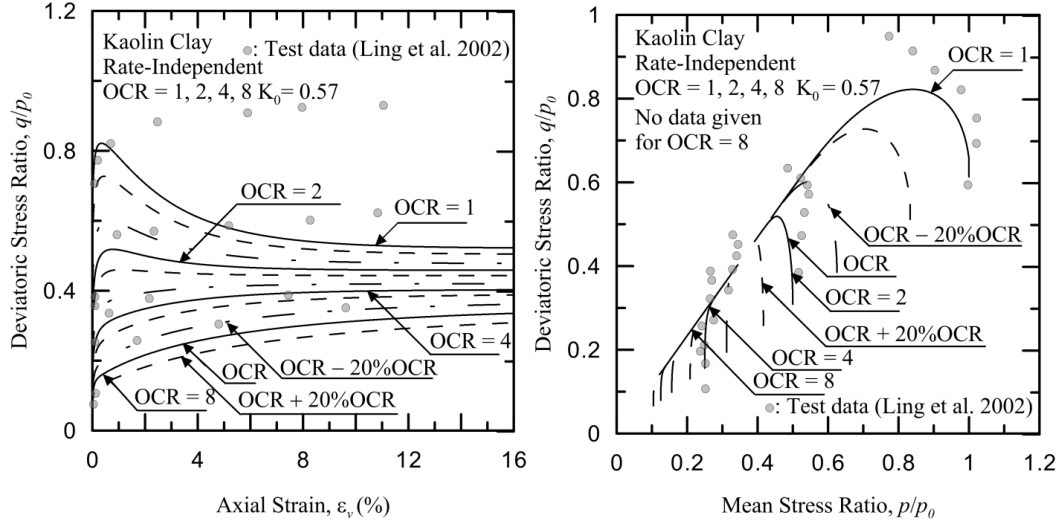 Kaolin Clay
Rate-Independent
OCR = 1, 2, 4, 8 K0 = 0.57
: Test data (Ling et al. 2002)
OCR = 2
OCR = 1
OCR = 4
OCR − 20%OCR
OCR
OCR + 20%OCR
OCR = 8
1.2
0.8
0.4
0
0
4
8
12
16
Deviatoric Stress Ratio, q/p0
Axial Strain, εv (%)
Kaolin Clay
Rate-Independent
OCR = 1, 2, 4, 8 K0 = 0.57
No data given
for OCR = 8
OCR = 1
OCR − 20%OCR
OCR
OCR = 2
OCR + 20%OCR
OCR = 4
OCR = 8
: Test data (Ling et al. 2002)
1
0.8
0.6
0.4
0.2
0
0
0.2
0.4
0.6
0.8
1
1.2
Deviatoric Stress Ratio, q/p0
Mean Stress Ratio, p/p0